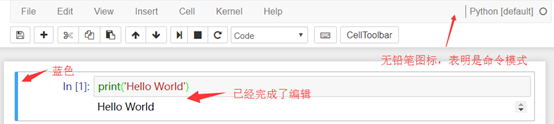 File Edit View Insert Cell Kernel Help Python [default]
Code CellToolbar
无铅笔图标，表明是命令模式
蓝色
In [1]: print('Hello World')
Hello World
已经完成了编辑